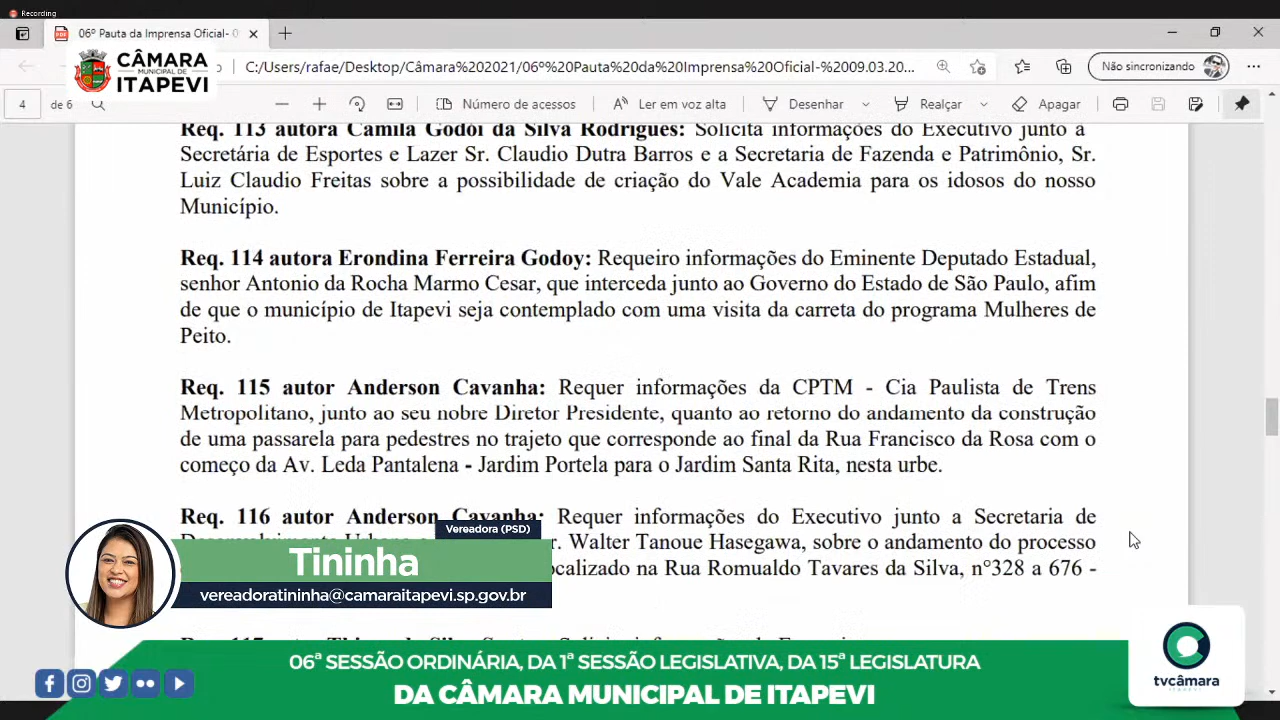 Recording
06º Pauta da Imprensa Oficial- 0
CÂMARA
MUNICIPAL DE
ITAPEVI
C:/Users/rafae/Desktop/Câmara%202021/06º%20Pauta%20da%20Imprensa%20Oficial-%2009.03.20...
Não sincronizando
4 de 6
Número de acessos
Ler em voz alta
Desenhar
Realçar
Apagar
Req. 113 autora Camila Godoi da Silva Rodrigues: Solicita informações do Executivo junto a
Secretária de Esportes e Lazer Sr. Claudio Dutra Barros e a Secretaria de Fazenda e Patrimônio, Sr.
Luiz Claudio Freitas sobre a possibilidade de criação do Vale Academia para os idosos do nosso
Município.
Req. 114 autora Erondina Ferreira Godoy: Requeiro informações do Eminente Deputado Estadual,
senhor Antonio da Rocha Marmo Cesar, que interceda junto ao Governo do Estado de São Paulo, afim
de que o município de Itapevi seja contemplado com uma visita da carreta do programa Mulheres de
Peito.
Req. 115 autor Anderson Cavanha: Requer informações da CPTM - Cia Paulista de Trens
Metropolitano, junto ao seu nobre Diretor Presidente, quanto ao retorno do andamento da construção
de uma passarela para pedestres no trajeto que corresponde ao final da Rua Francisco da Rosa com o
começo da Av. Leda Pantalena - Jardim Portela para o Jardim Santa Rita, nesta urbe.
Req. 116 autor Anderson Cavanha: Requer informações do Executivo junto a Secretaria de
r. Walter Tanoue Hasegawa, sobre o andamento do processo
ocalizado na Rua Romualdo Tavares da Silva, n°328 a 676 -
Vereadora (PSD)
Tininha
vereadoratininha@camaraitapevi.sp.gov.br
06ª SESSÃO ORDINÁRIA, DA 1ª SESSÃO LEGISLATIVA, DA 15ª LEGISLATURA
DA CÂMARA MUNICIPAL DE ITAPEVI
tvcâmara
ITAPEVI